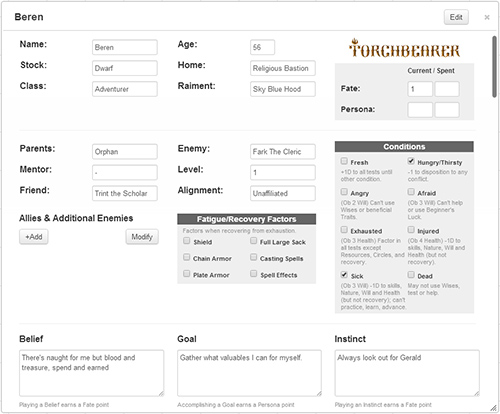 Beren
Edit
×
Name: Beren Age: 56 TORCHBEARER
Stock: Dwarf Home: Religious Bastion Current / Spent
Class: Adventurer Raiment: Sky Blue Hood Fate: 1
Persona:
Parents: Orphan Enemy: Fark The Cleric
Mentor: - Level: 1
Friend: Trint the Scholar Alignment: Unaffiliated
Allies & Additional Enemies
+Add Modify
Fatigue/Recovery Factors
Factors when recovering from exhaustion.
Shield Full Large Sack
Chain Armor Casting Spells
Plate Armor Spell Effects
Conditions
Fresh
+1D to all tests until
other condition.
Hungry/Thirsty
-1 to disposition to any
conflict.
Angry
(Ob 2 Will) Can't use
Wises or beneficial
Traits.
Afraid
(Ob 3 Will) Can't help
or use Beginner's
Luck.
Exhausted
(Ob 3 Health) Factor in
all tests except
Resources, Circles, and
recovery
Injured
(Ob 4 Health) -1D to
skills, Nature, Will and
Health (but not
recovery).
Sick
(Ob 3 Will) -1D to skills,
Nature, Will and Health
(but not recovery); can't
practice, learn, advance.
Dead
May not use Wises,
test or help.
Belief
There's naught for me but blood and
treasure, spend and earned
Playing a Belief earns a Fate point
Goal
Gather what valuables I can for myself.
Accomplishing a Goal earns a Persona point
Instinct
Always look out for Gerald
Playing an Instinct earns a Fate point